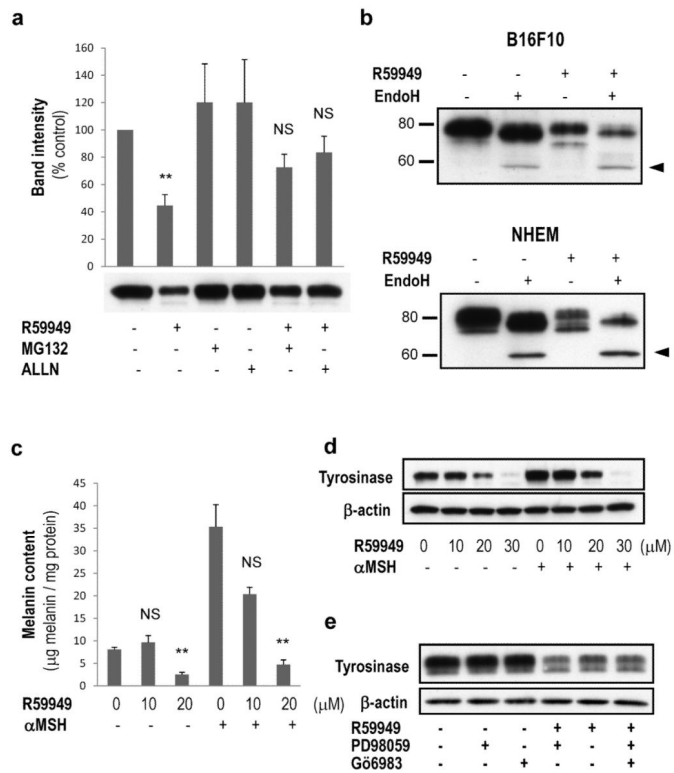 a
160
140
120
100
80
60
40
20
0
Band intensity
(% control)
**
NS
NS
R59949 - + - - + +
MG132 - - + - + -
ALLN - - - + - +
b
B16F10
R59949 - - + +
EndoH - + - +
80
60
NHEM
R59949 - - + +
EndoH - + - +
80
60
c
45
40
35
30
25
20
15
10
5
0
Melanin content
(µg melanin / mg protein)
NS
**
NS
**
R59949 0 10 20 0 10 20 (µM)
αMSH - - - + + +
d
Tyrosinase
β-actin
R59949 0 10 20 30 0 10 20 30 (µM)
αMSH - - - - + + + +
e
Tyrosinase
β-actin
R59949 - - - + + +
PD98059 - + - + - +
Gö6983 - - + - - +